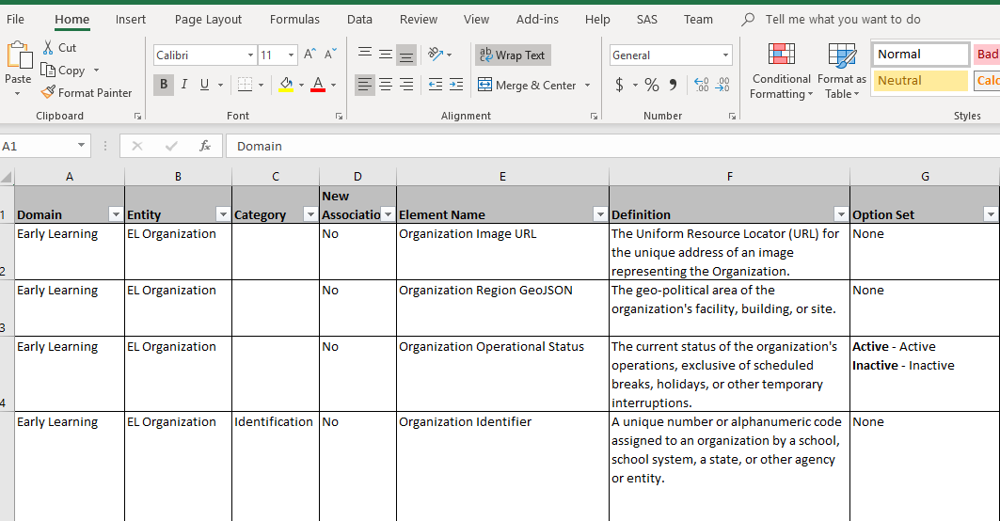 File Home Insert Page Layout Formulas Data Review View Add-ins Help SAS Team Tell me what you want to do
Cut
Copy
Format Painter
Paste
Clipboard
Calibri 11
B I U
Font
Wrap Text
Merge & Center
Alignment
General
$ % 9
Number
Conditional Formatting
Format as Table
Normal Bad
Neutral Calc
Styles
A1 fx Domain
A B C D E F G
1 Domain Entity Category New Associatio Element Name Definition Option Set
2 Early Learning EL Organization No Organization Image URL The Uniform Resource Locator (URL) for None
the unique address of an image
representing the Organization.
3 Early Learning EL Organization No Organization Region GeoJSON The geo-political area of the None
organization's facility, building, or site.
4 Early Learning EL Organization No Organization Operational Status The current status of the organization's Active - Active
operations, exclusive of scheduled Inactive - Inactive
breaks, holidays, or other temporary
interruptions.
Early Learning EL Organization Identification No Organization Identifier A unique number or alphanumeric code None
assigned to an organization by a school,
school system, a state, or other agency
or entity.